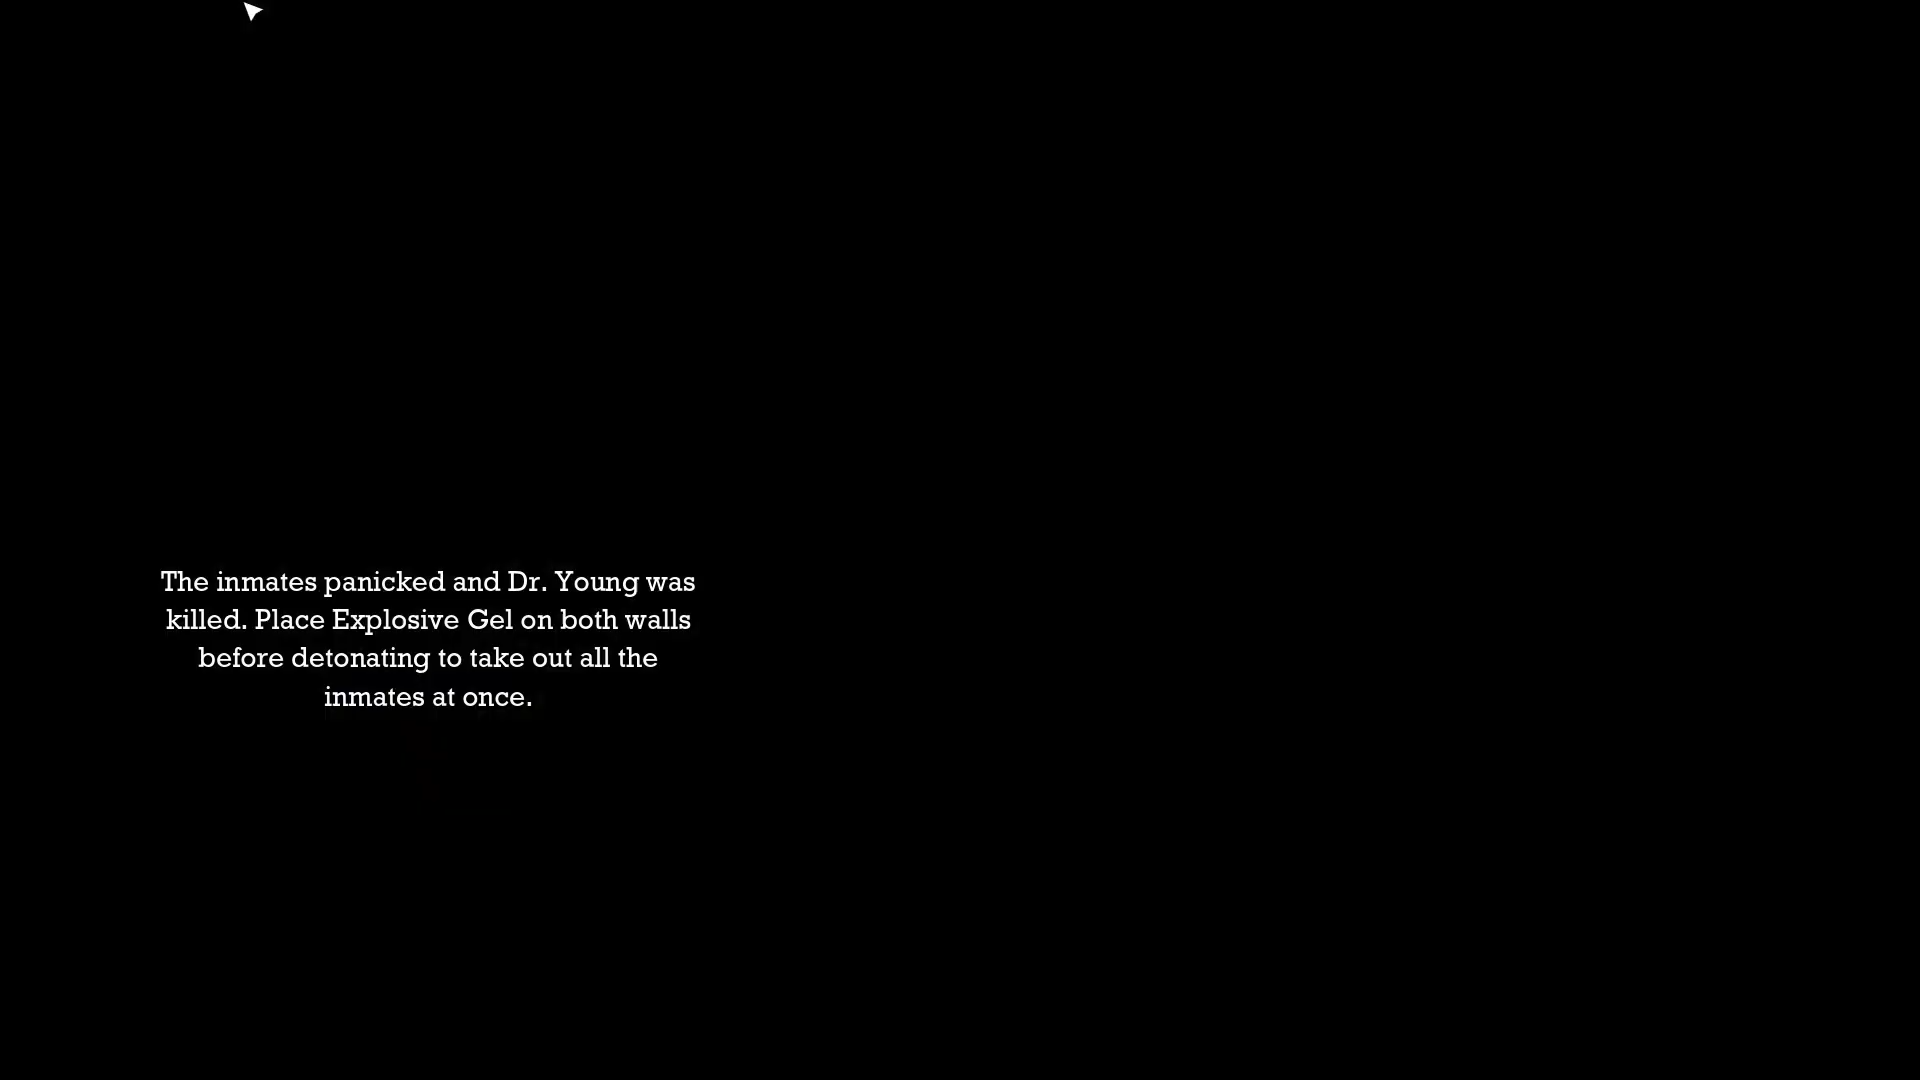 The inmates panicked and Dr. Young was
killed. Place Explosive Gel on both walls
before detonating to take out all the
inmates at once.